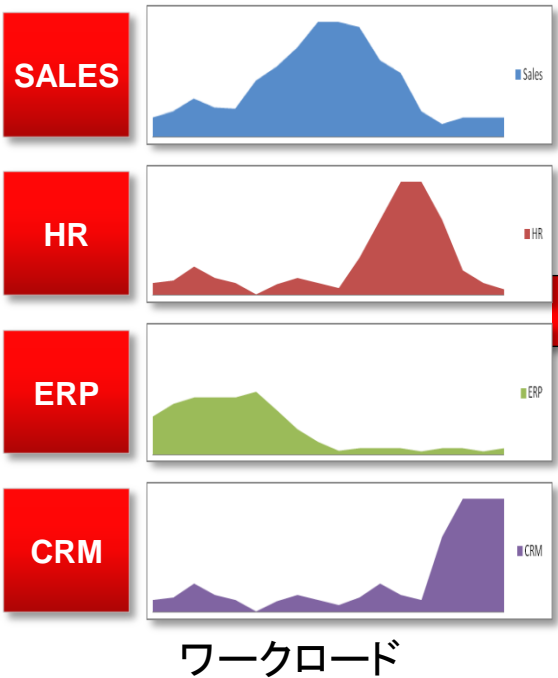 SALES
Sales
HR
HR
ERP
ERP
CRM
CRM
ワークロード